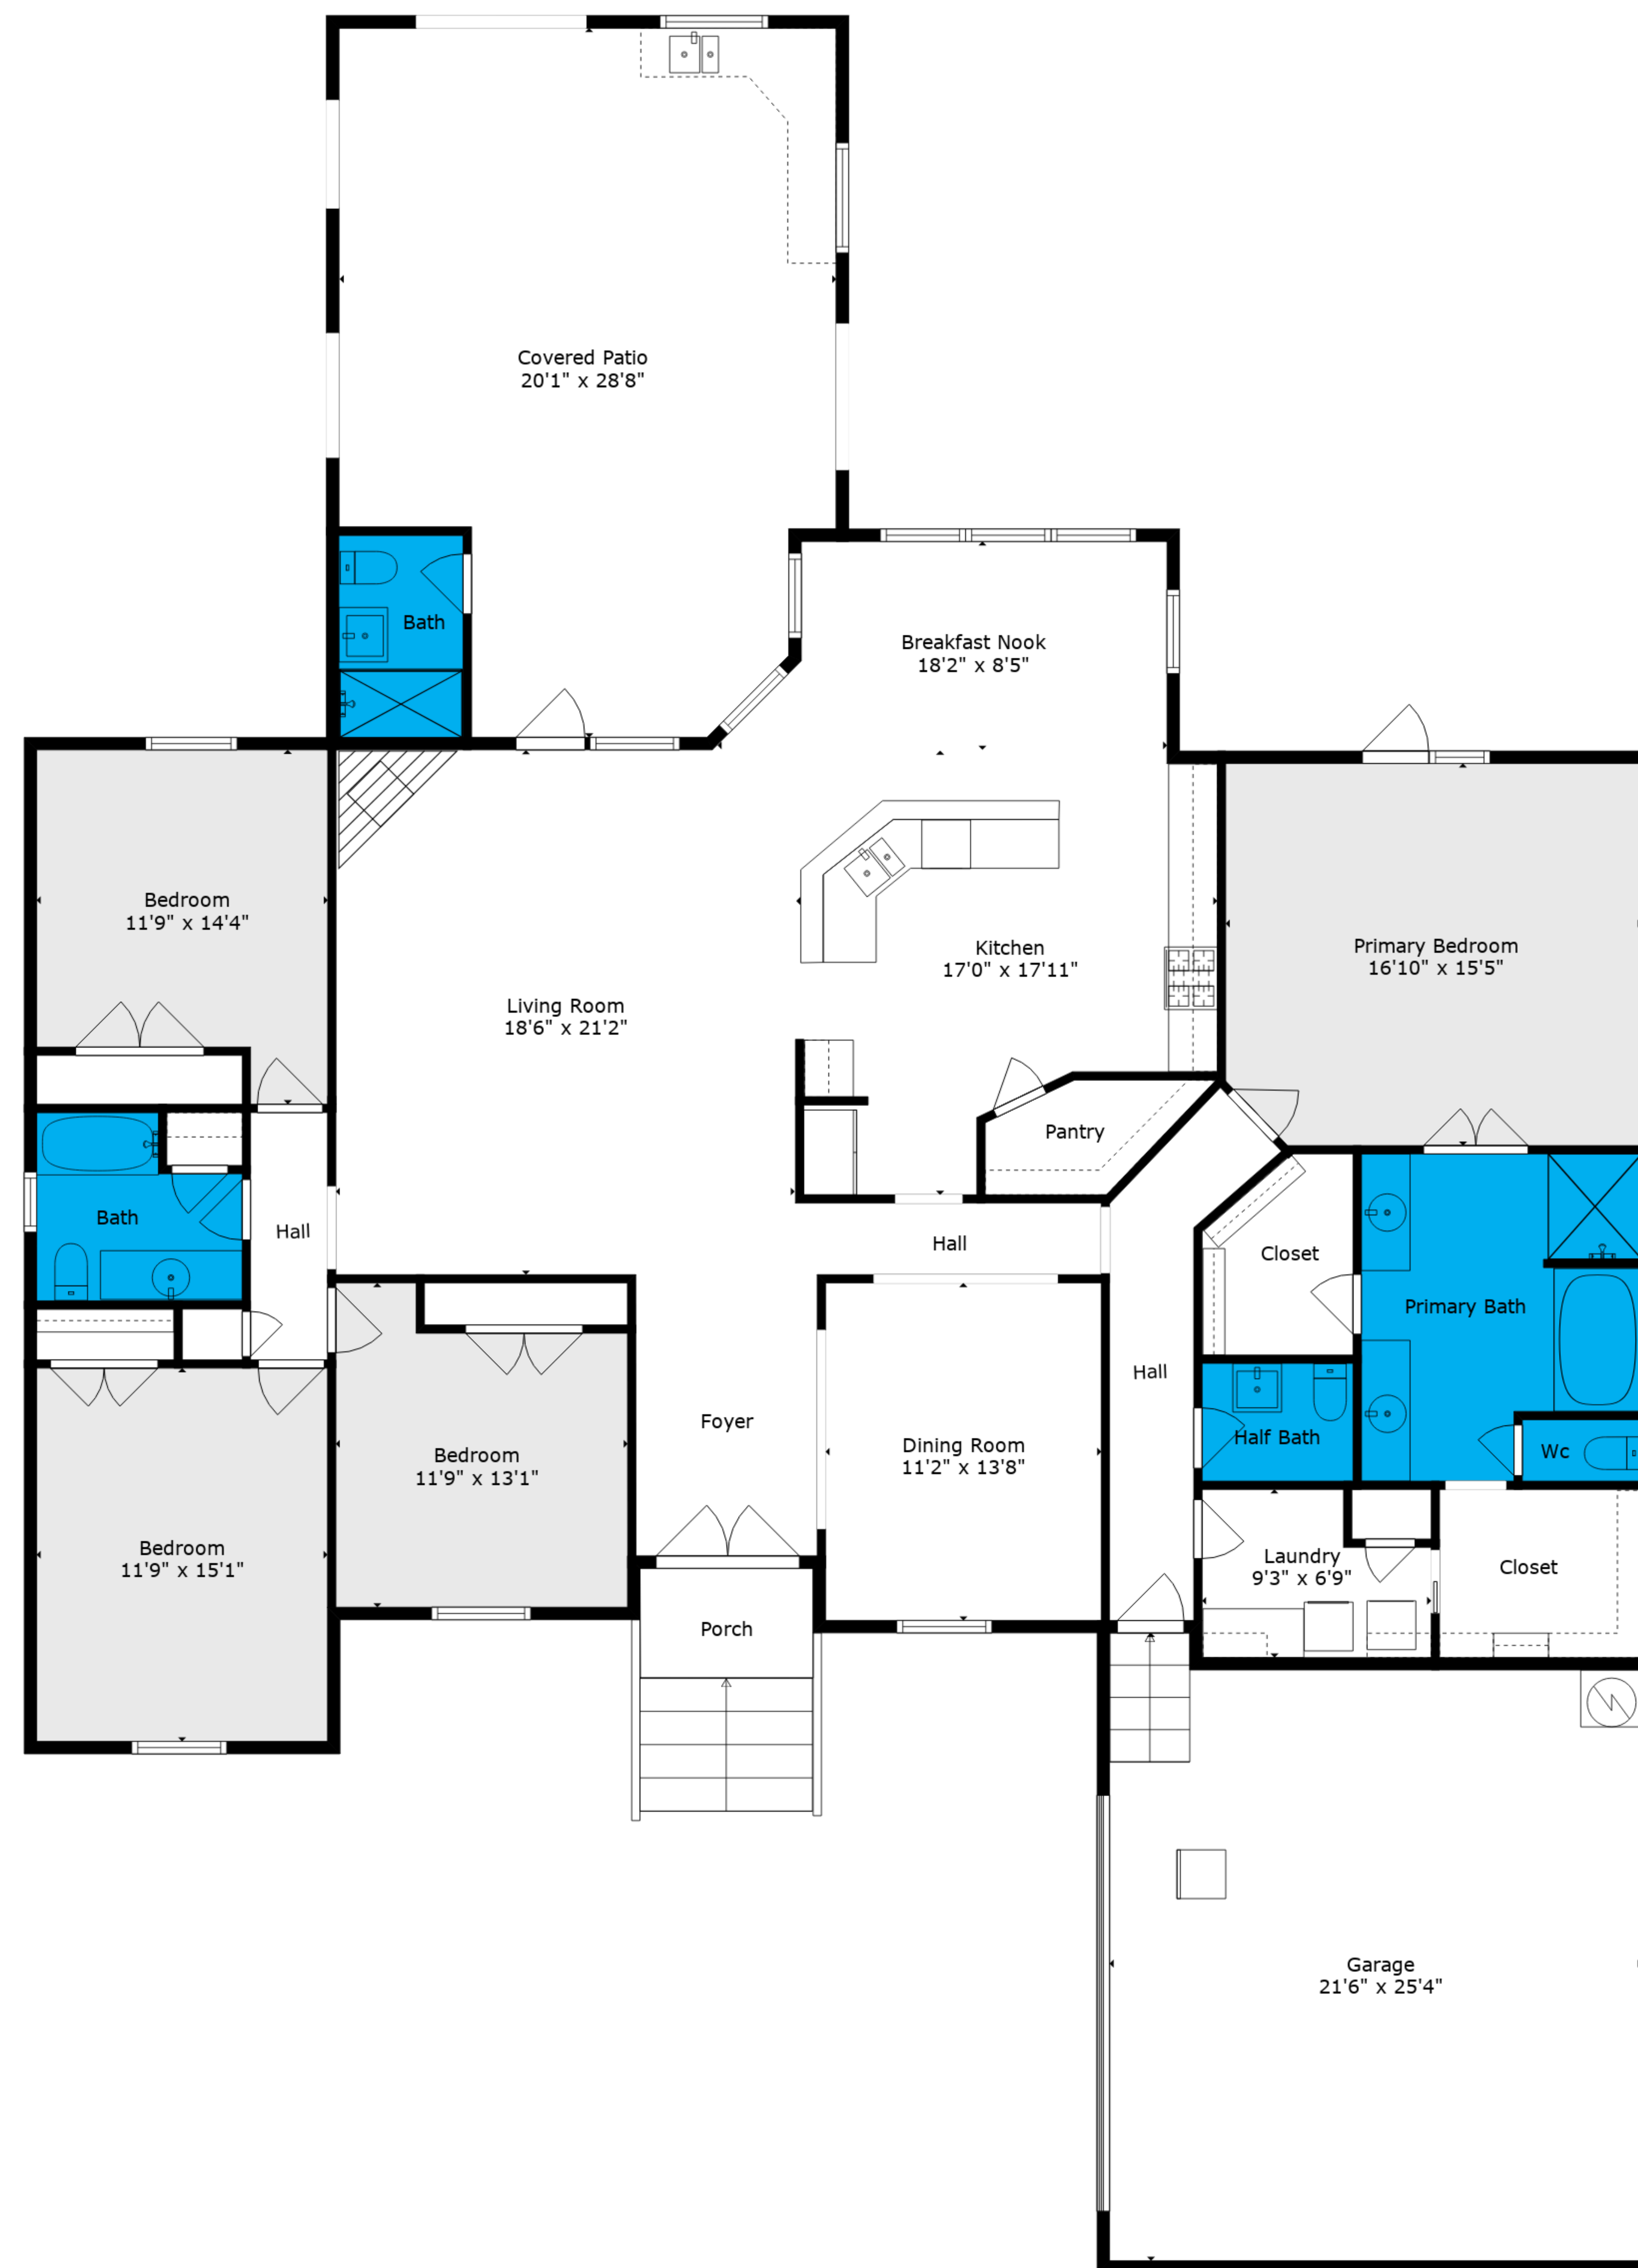 Covered Patio
20'1" x 28'8"
Bath
Breakfast Nook
18'2" x 8'5"
Bedroom
11'9" x 14'4"
Kitchen
17'0" x 17'11"
Primary Bedroom
16'10" x 15'5"
Living Room
18'6" x 21'2"
Pantry
Bath
Hall
Hall
Closet
Primary Bath
Hall
Foyer
Dining Room
11'2" x 13'8"
Half Bath
Wc
Bedroom
11'9" x 13'1"
Bedroom
11'9" x 15'1"
Laundry
9'3" x 6'9"
Closet
Porch
Garage
21'6" x 25'4"